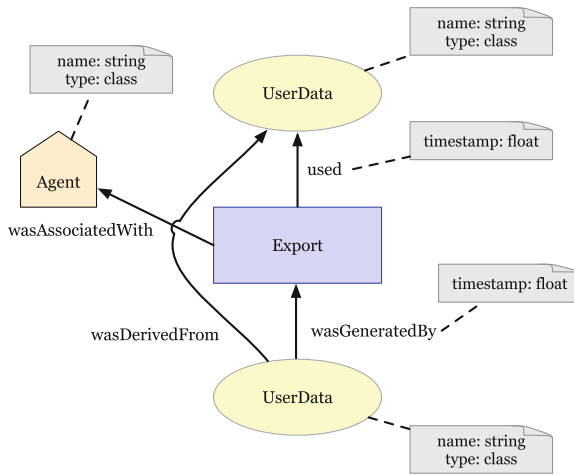 name: string
type: class
name: string
type: class
UserData
timestamp: float
used
Agent
wasAssociatedWith
Export
timestamp: float
wasDerivedFrom
wasGeneratedBy
UserData
name: string
type: class